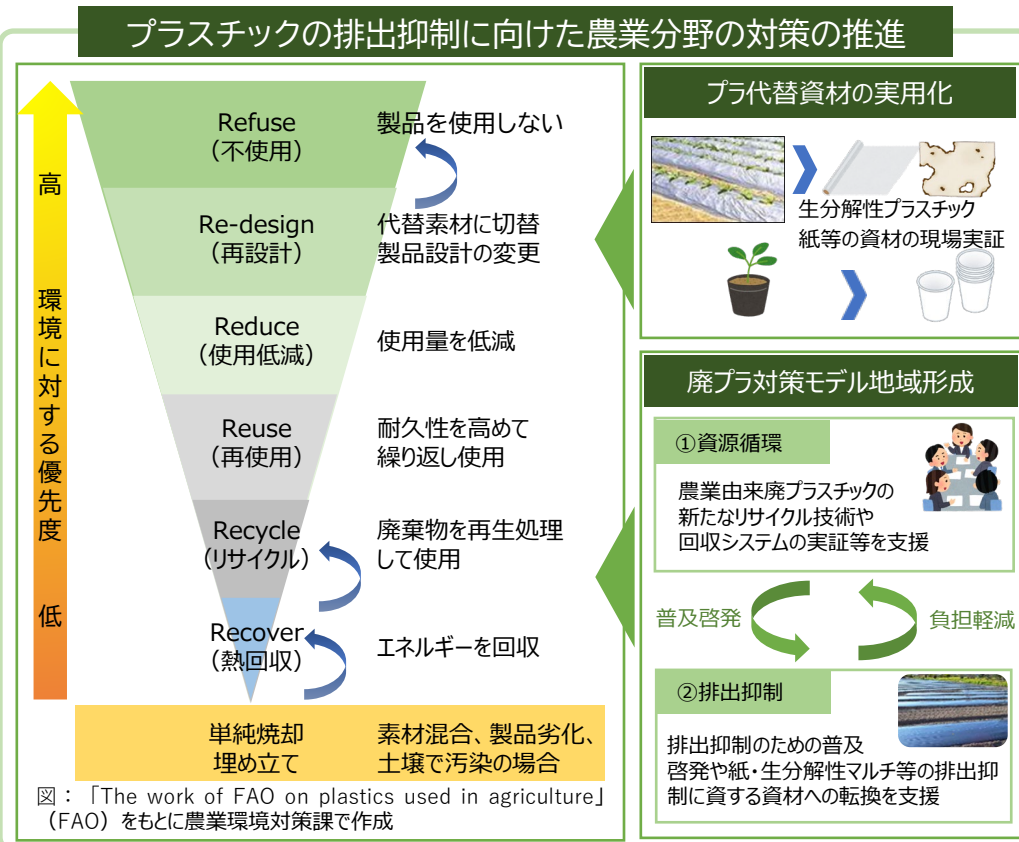 プラスチックの排出抑制に向けた農業分野の対策の推進
高
環境に対する優先度
低
Refuse
(不使用)
製品を使用しない
Re-design
(再設計)
代替素材に切替
製品設計の変更
Reduce
(使用低減)
使用量を低減
Reuse
(再使用)
耐久性を高めて
繰り返し使用
Recycle
(リサイクル)
廃棄物を再生処理
して使用
Recover
(熱回収)
エネルギーを回収
単純焼却
埋め立て
素材混合、製品劣化、
土壌で汚染の場合
図：「The work of FAO on plastics used in agriculture」
（FAO）をもとに農業環境対策課で作成
プラ代替資材の実用化
生分解性プラスチック
紙等の資材の現場実証
廃プラ対策モデル地域形成
①資源循環
農業由来廃プラスチックの
新たなリサイクル技術や
回収システムの実証等を支援
普及啓発
負担軽減
②排出抑制
排出抑制のための普及
啓発や紙・生分解性マルチ等の排出抑
制に資する資材への転換を支援